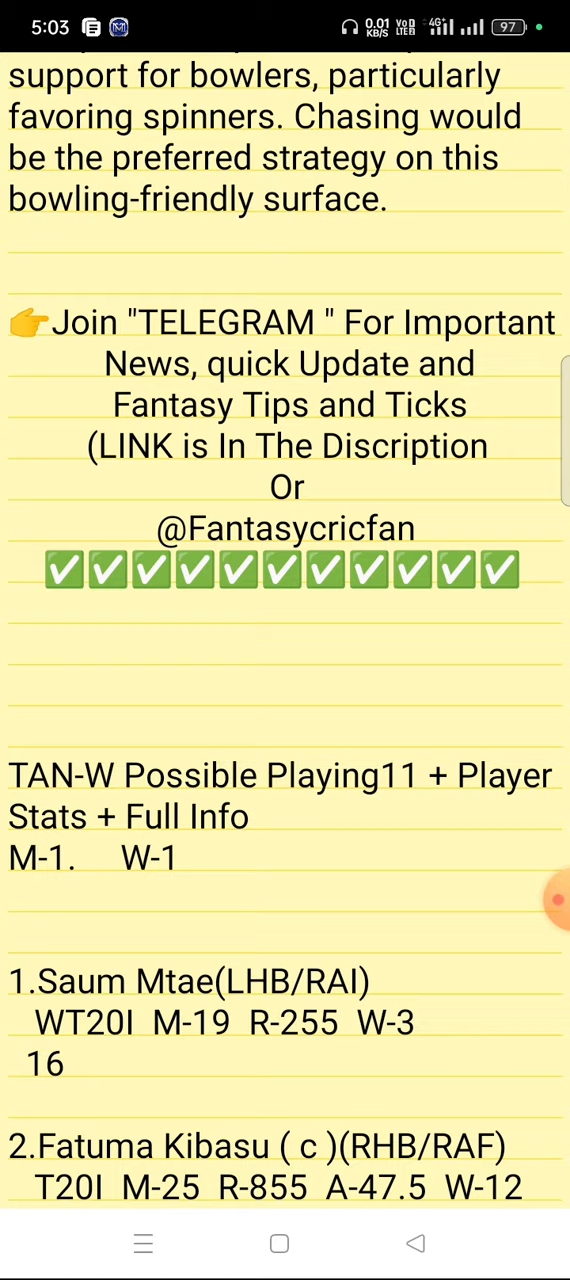 5:03
0.01 KB/S Vo LTE2 4G+ 97
support for bowlers, particularly
favoring spinners. Chasing would
be the preferred strategy on this
bowling-friendly surface.
👉Join "TELEGRAM " For Important
News, quick Update and
Fantasy Tips and Ticks
(LINK is In The Discription
Or
@Fantasycricfan
✅✅✅✅✅✅✅✅✅✅✅
TAN-W Possible Playing11 + Player
Stats + Full Info
M-1. W-1
1.Saum Mtae(LHB/RAI)
WT20I M-19 R-255 W-3
16
2.Fatuma Kibasu ( c )(RHB/RAF)
T20I M-25 R-855 A-47.5 W-12